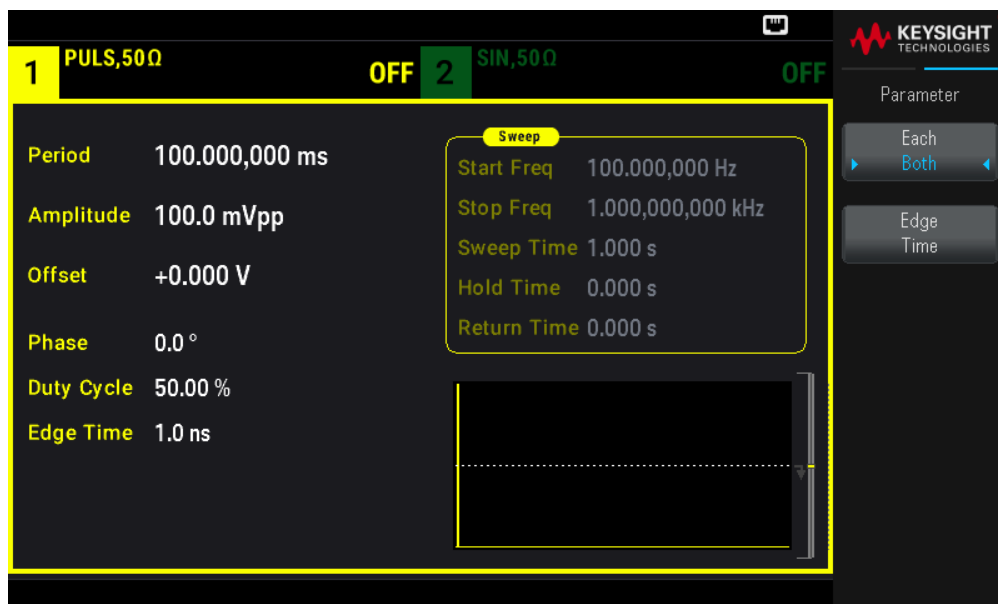 KEYSIGHT
TECHNOLOGIES
1 PULS,50Ω OFF 2 SIN,50Ω OFF
Parameter
Each
Both
Edge
Time
Period 100.000,000 ms
Amplitude 100.0 mVpp
Offset +0.000 V
Phase 0.0 °
Duty Cycle 50.00 %
Edge Time 1.0 ns
Sweep
Start Freq 100.000,000 Hz
Stop Freq 1.000,000,000 kHz
Sweep Time 1.000 s
Hold Time 0.000 s
Return Time 0.000 s